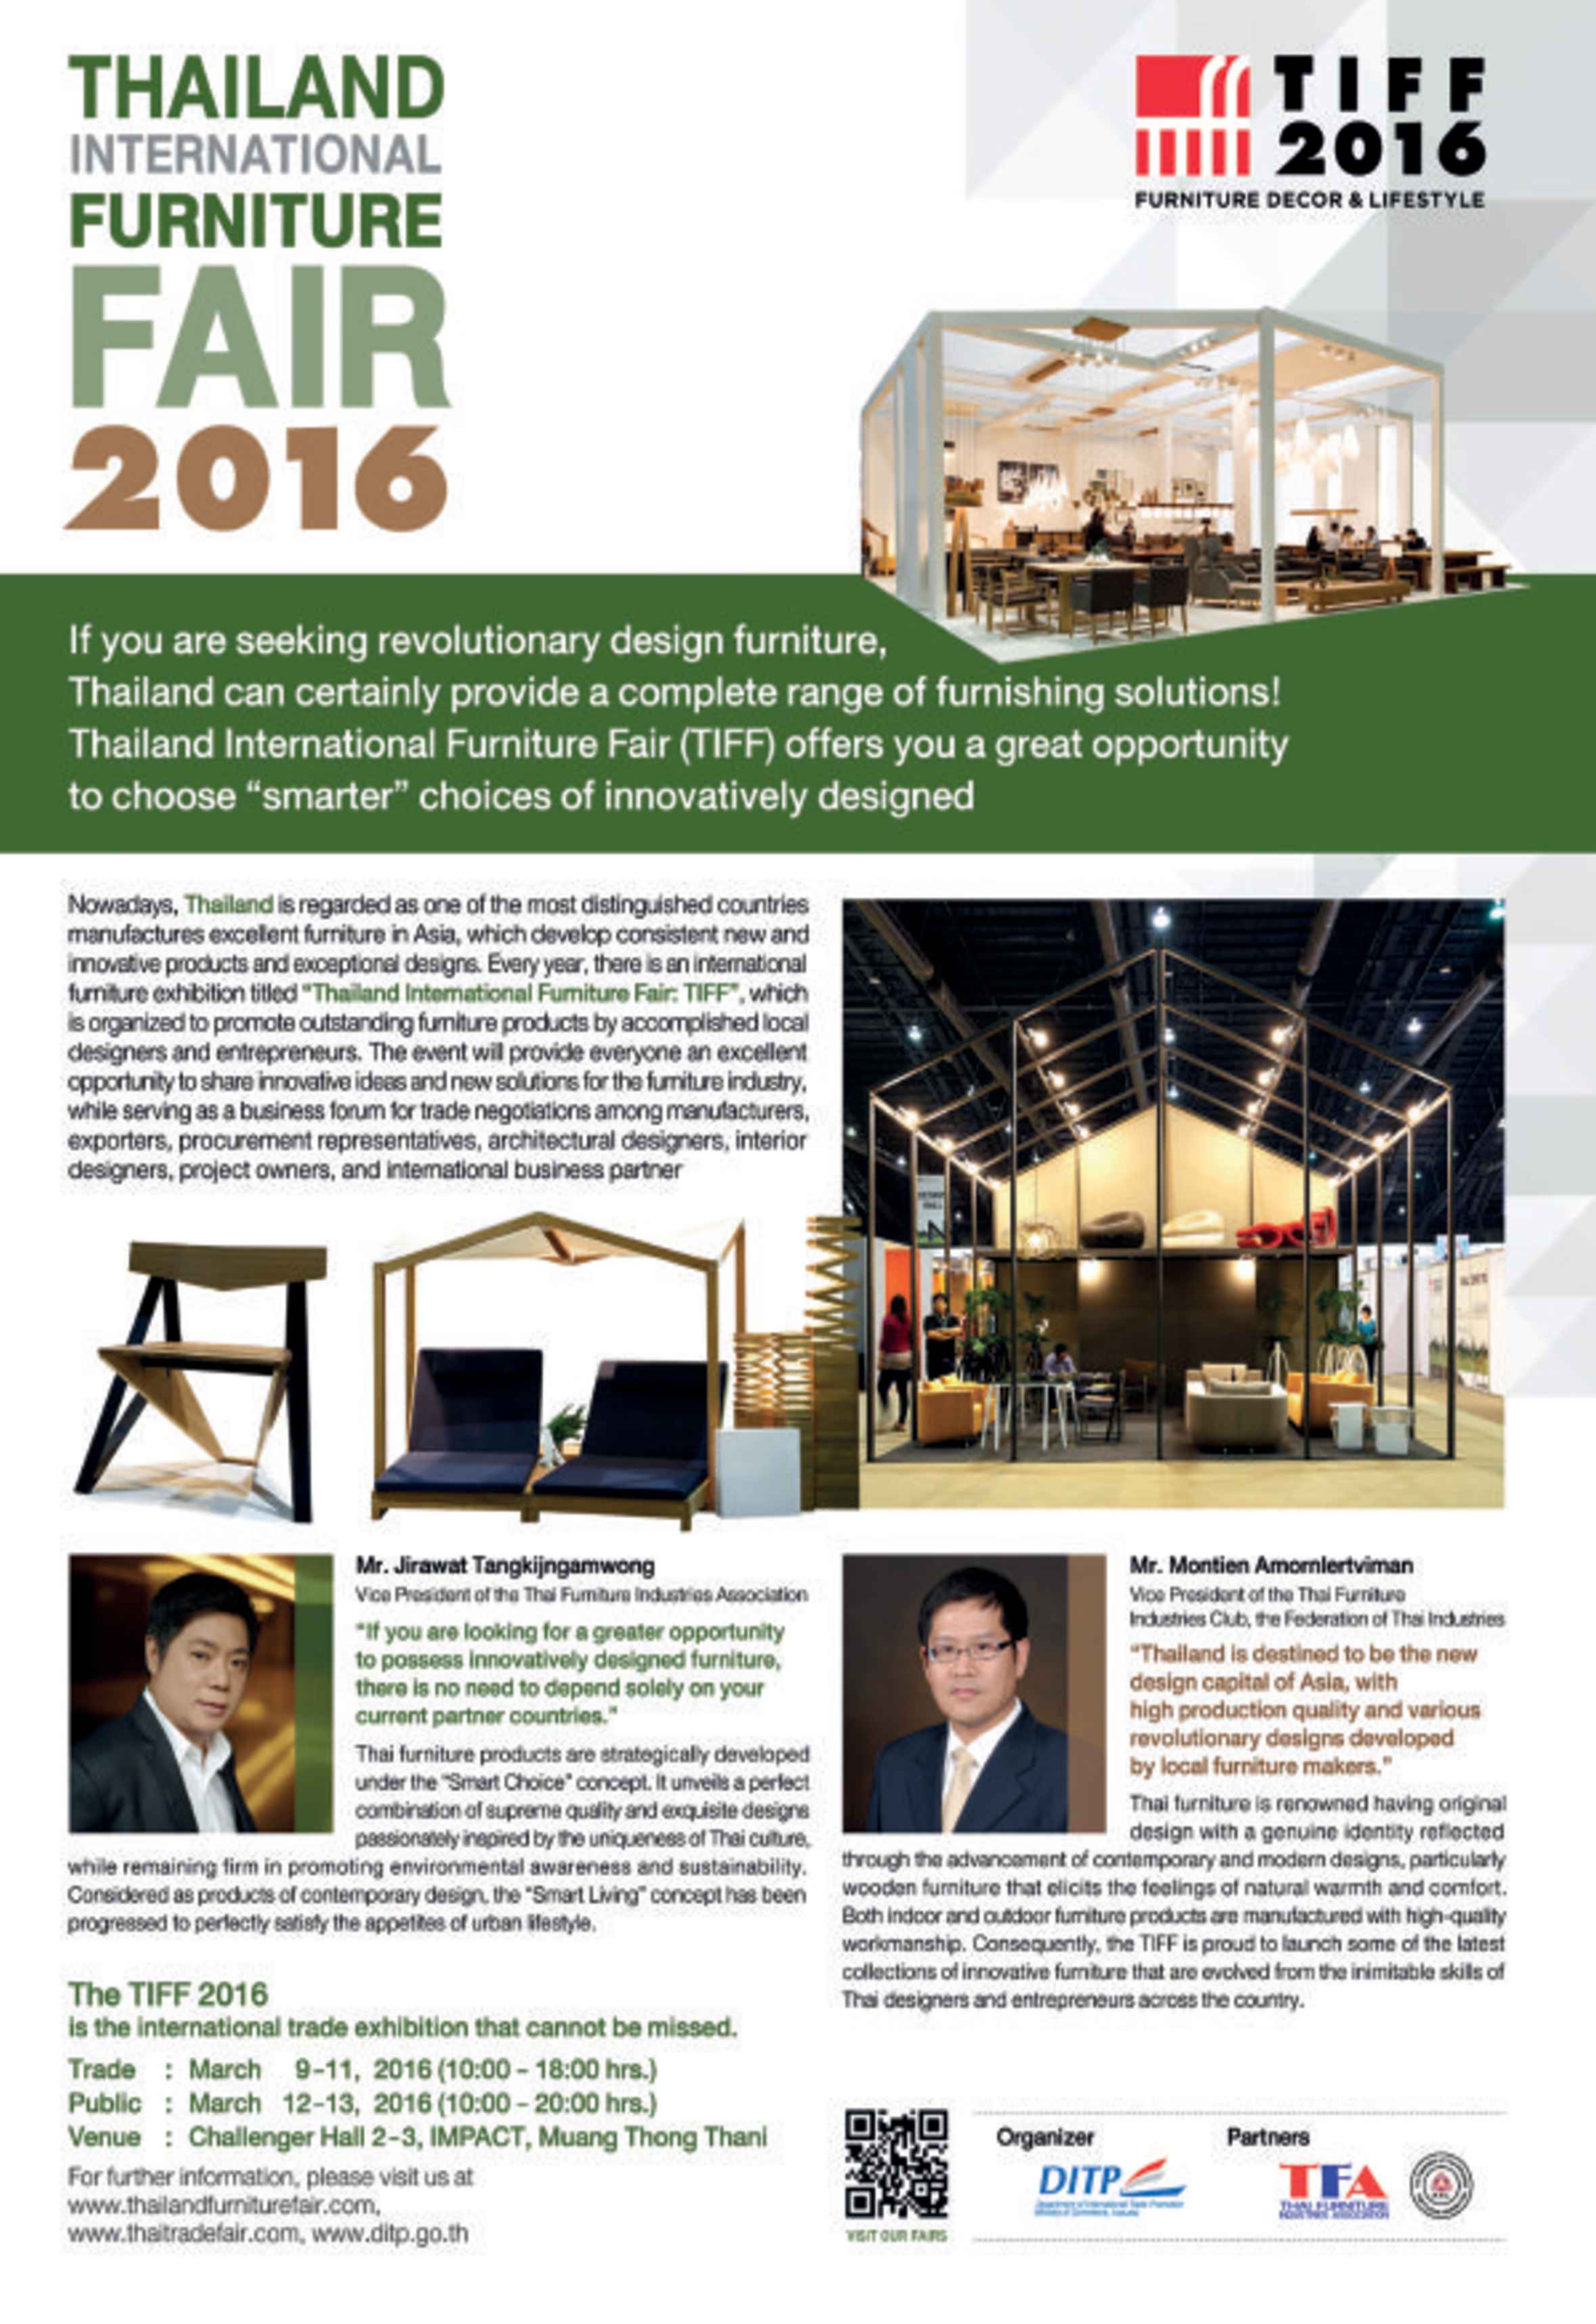 THAILAND
INTERNATIONAL
FURNITURE
FAIR
2016
TIFF
2016
FURNITURE DECOR & LIFESTYLE
If you are seeking revolutionary design furniture,
Thailand can certainly provide a complete range of furnishing solutions!
Thailand International Furniture Fair (TIFF) offers you a great opportunity
to choose “smarter” choices of innovatively designed
Nowadays, Thailand is regarded as one of the most distinguished countries
manufactures excellent furniture in Asia, which develop consistent new and
innovative products and exceptional designs. Every year, there is an international
furniture exhibition titled "Thailand International Furniture Fair: TIFF", which
is organized to promote outstanding furniture products by accomplished local
designers and entrepreneurs. The event will provide everyone an excellent
opportunity to share innovative ideas and new solutions for the furniture industry,
while serving as a business forum for trade negotiations among manufacturers,
exporters, procurement representatives, architectural designers, interior
designers, project owners, and international business partner
Mr. Jirawat Tangkijngamwong
Vice President of the Thai Furniture Industries Association
"If you are looking for a greater opportunity
to possess innovatively designed furniture,
there is no need to depend solely on your
current partner countries."
Thai furniture products are strategically developed
under the "Smart Choice" concept. It unveils a perfect
combination of supreme quality and exquisite designs
passionately inspired by the uniqueness of Thai culture,
while remaining firm in promoting environmental awareness and sustainability.
Considered as products of contemporary design, the "Smart Living" concept has been
progressed to perfectly satisfy the appetites of urban lifestyle.
Mr. Montien Amornlertviman
Vice President of the Thai Furniture
Industries Club, the Federation of Thai Industries
"Thailand is destined to be the new
design capital of Asia, with
high production quality and various
revolutionary designs developed
by local furniture makers."
Thai furniture is renowned having original
design with a genuine identity reflected
through the advancement of contemporary and modern designs, particularly
wooden furniture that elicits the feelings of natural warmth and comfort.
Both indoor and outdoor furniture products are manufactured with high-quality
workmanship. Consequently, the TIFF is proud to launch some of the latest
collections of innovative furniture that are evolved from the inimitable skills of
Thai designers and entrepreneurs across the country.
The TIFF 2016
is the international trade exhibition that cannot be missed.
Trade : March 9-11, 2016 (10:00 - 18:00 hrs.)
Public : March 12-13, 2016 (10:00 - 20:00 hrs.)
Venue : Challenger Hall 2-3, IMPACT, Muang Thong Thani
For further information, please visit us at
www.thailandfurniturefair.com,
www.thaitradefair.com, www.ditp.go.th
VISIT OUR FAIRS
Organizer
DITP
Department of International Trade Promotion
Partners
TFA
THAI FURNITURE
INDUSTRIES ASSOCIATION